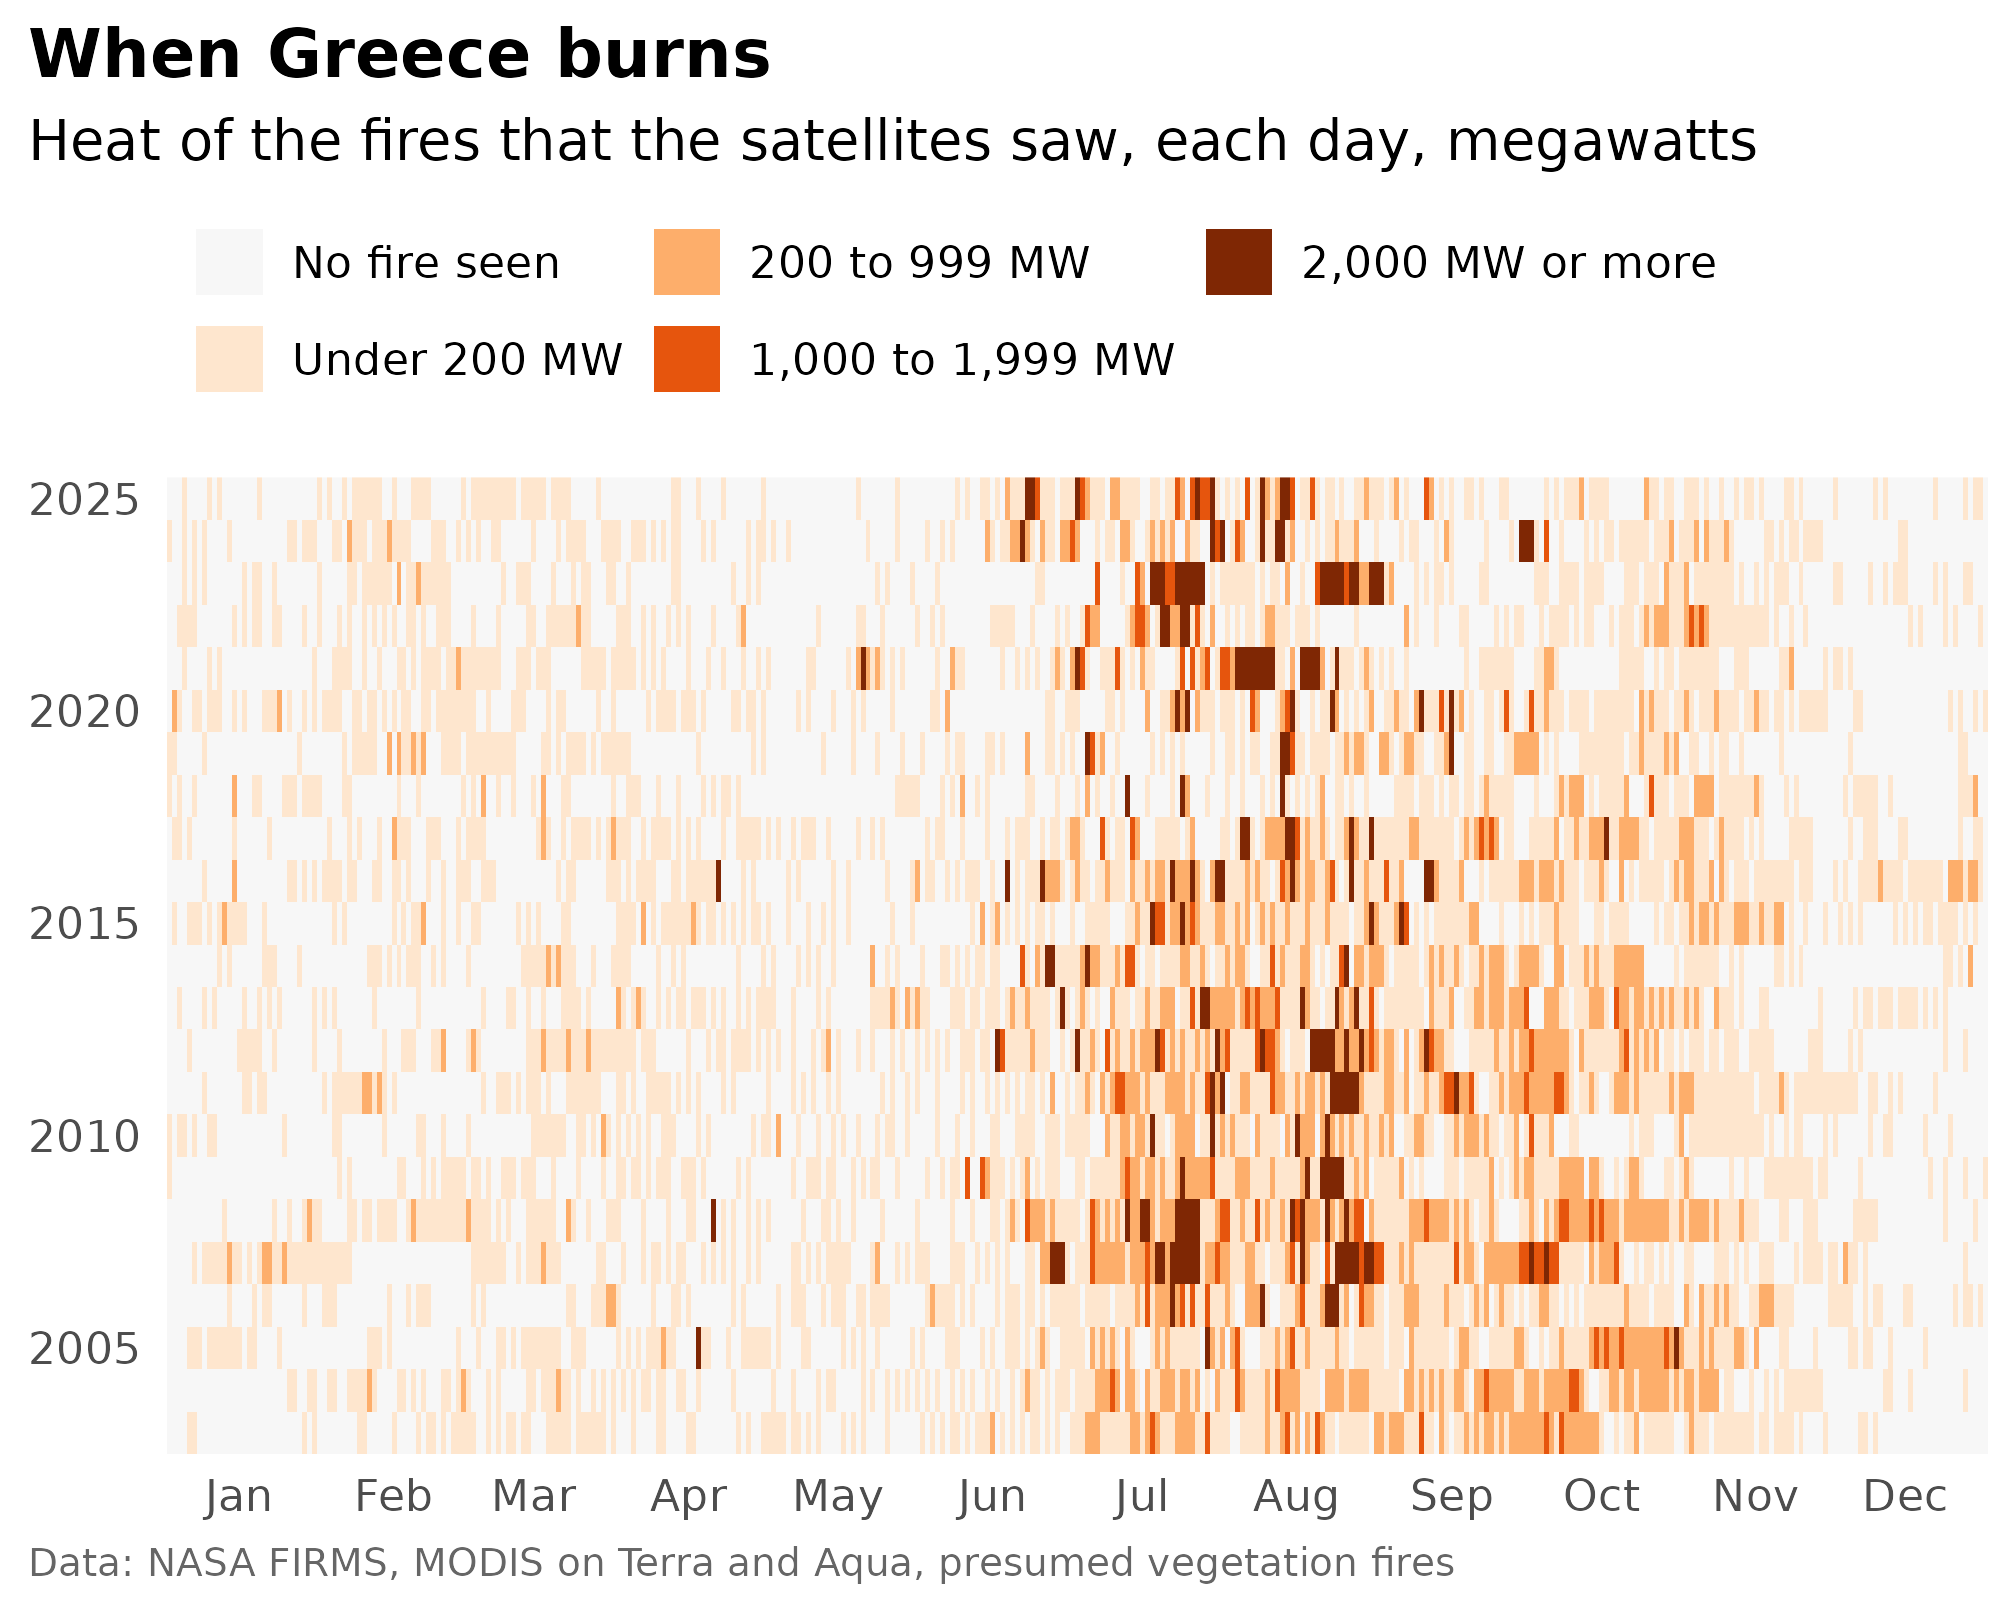 When Greece burns
Heat of the fires that the satellites saw, each day, megawatts
No fire seen
200 to 999 MW
2,000 MW or more
Under 200 MW
1,000 to 1,999 MW
2025
2020
2015
2010
2005
Jan Feb Mar Apr May Jun Jul Aug Sep Oct Nov Dec
Data: NASA FIRMS, MODIS on Terra and Aqua, presumed vegetation fires